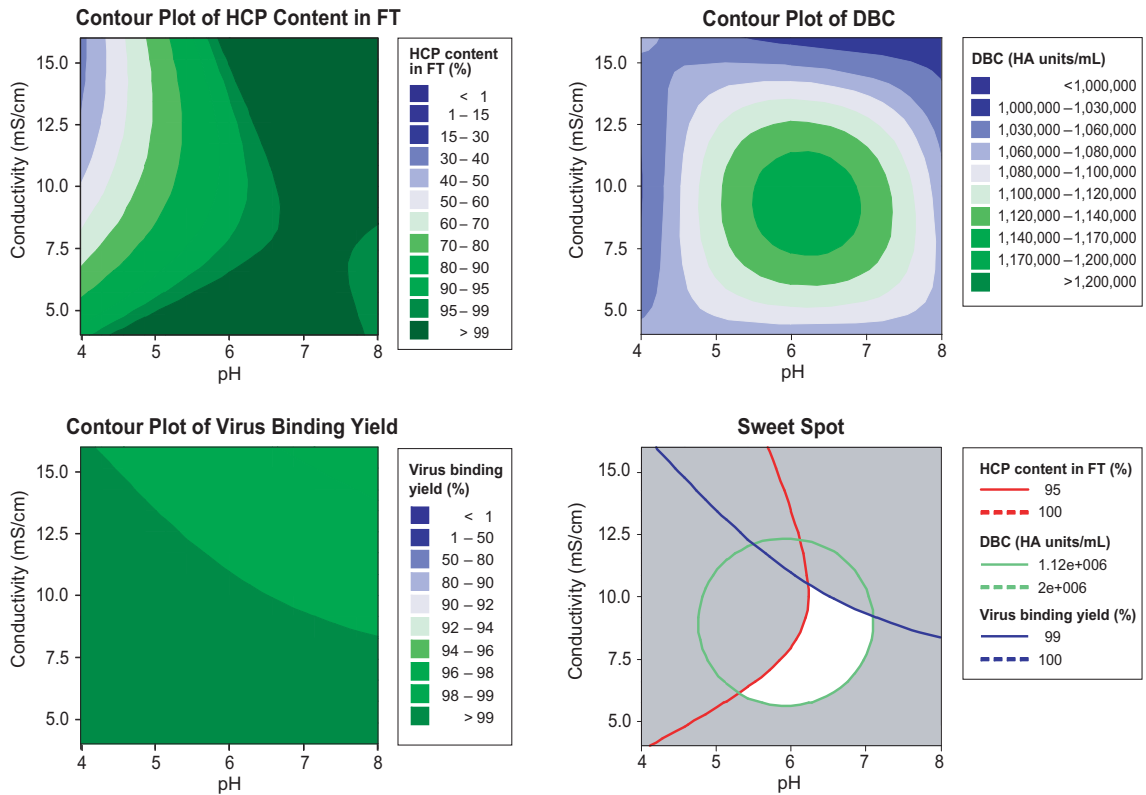 Contour Plot of HCP Content in FT
Conductivity (mS/cm)
15.0
12.5
10.0
7.5
5.0
4 5 6 7 8
pH
HCP content
in FT (%)
< 1
1 – 15
15 – 30
30 – 40
40 – 50
50 – 60
60 – 70
70 – 80
80 – 90
90 – 95
95 – 99
> 99
Contour Plot of DBC
Conductivity (mS/cm)
15.0
12.5
10.0
7.5
5.0
4 5 6 7 8
pH
DBC (HA units/mL)
<1,000,000
1,000,000 – 1,030,000
1,030,000 – 1,060,000
1,060,000 – 1,080,000
1,080,000 – 1,100,000
1,100,000 – 1,120,000
1,120,000 – 1,140,000
1,140,000 – 1,170,000
1,170,000 – 1,200,000
>1,200,000
Contour Plot of Virus Binding Yield
Conductivity (mS/cm)
15.0
12.5
10.0
7.5
5.0
4 5 6 7 8
pH
Virus binding
yield (%)
< 1
1 – 50
50 – 80
80 – 90
90 – 92
92 – 94
94 – 96
96 – 98
98 – 99
> 99
Sweet Spot
Conductivity (mS/cm)
15.0
12.5
10.0
7.5
5.0
4 5 6 7 8
pH
HCP content in FT (%)
95
100
DBC (HA units/mL)
1.12e+006
2e+006
Virus binding yield (%)
99
100